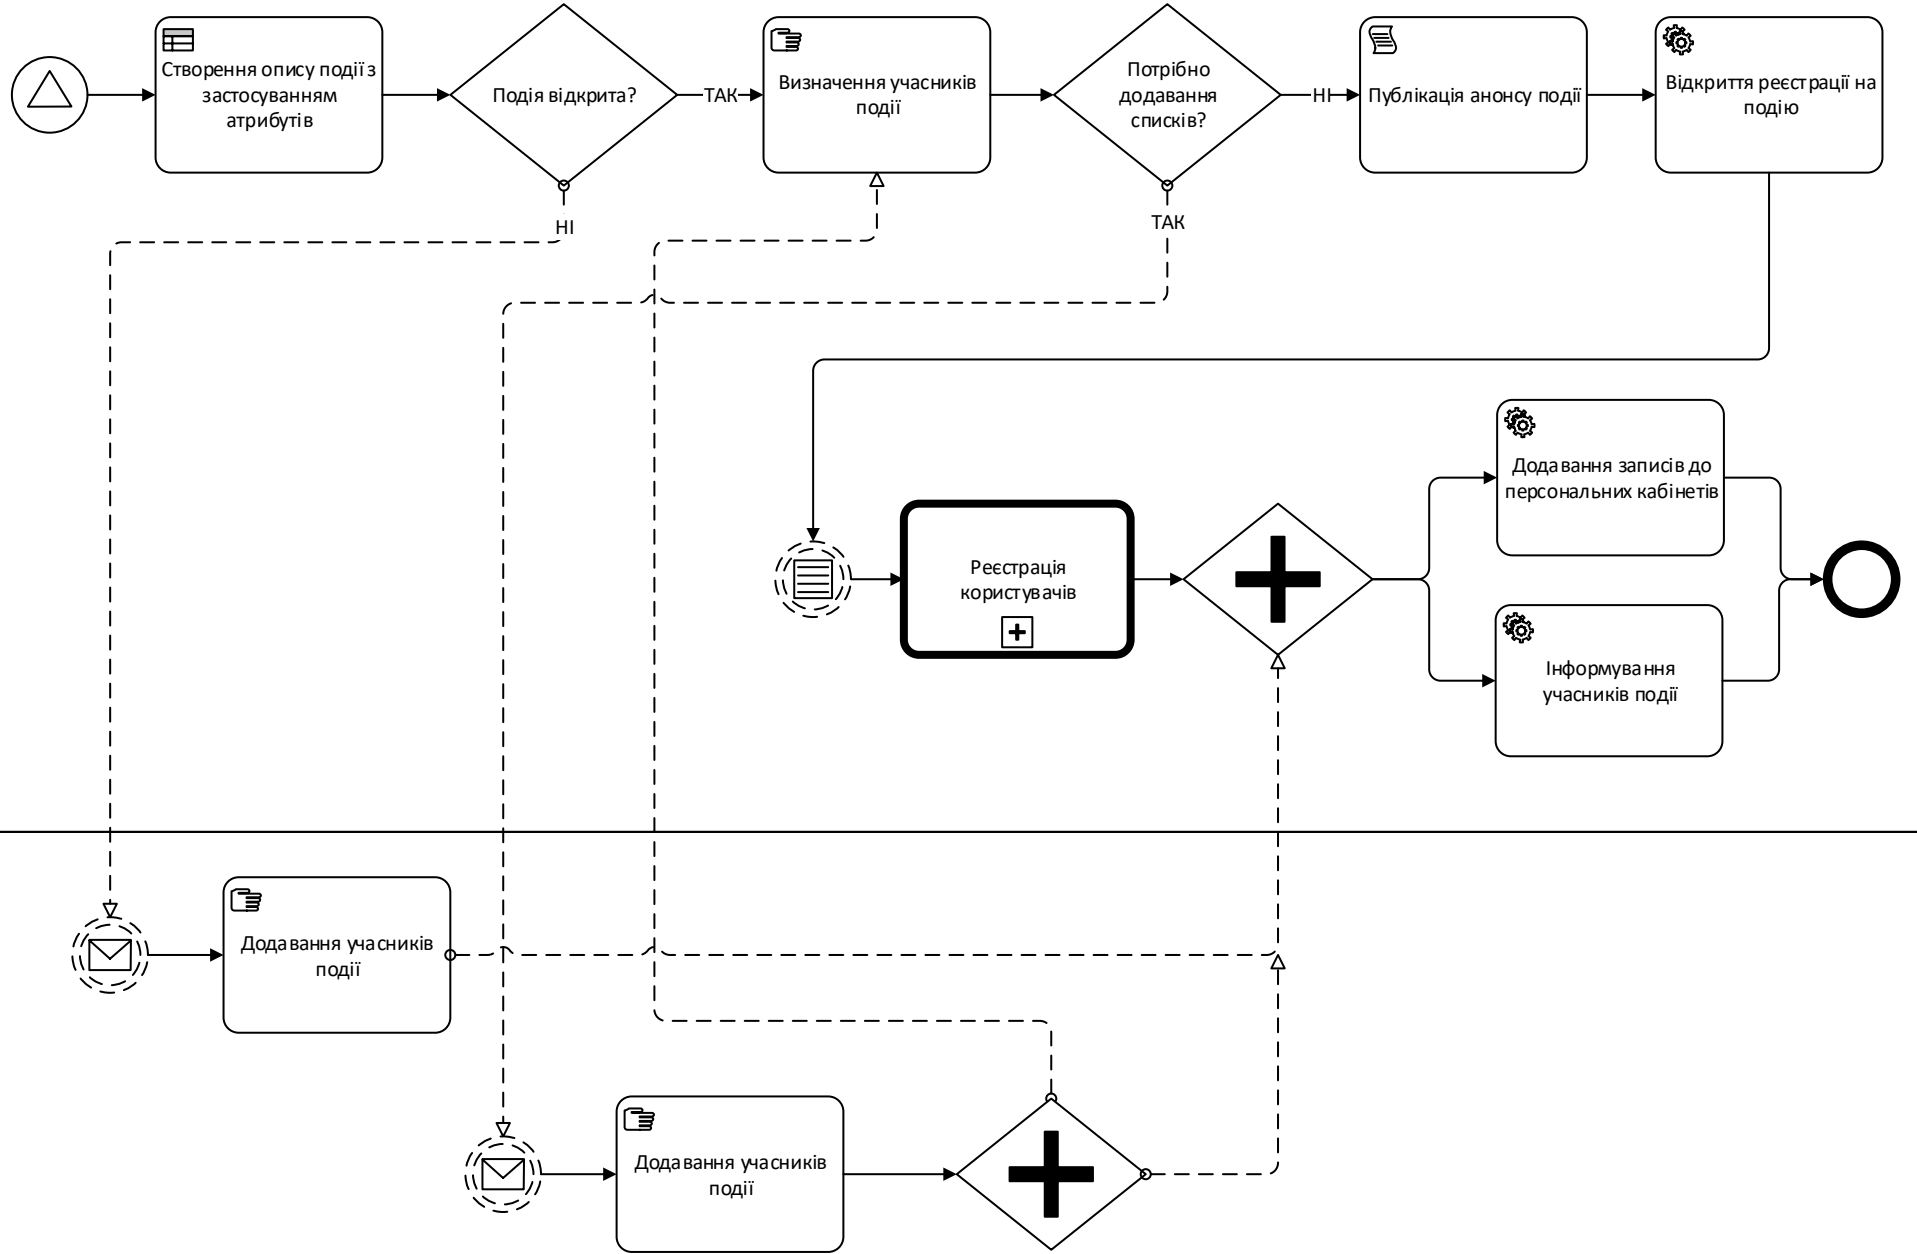 Створення опису події з
застосуванням
атрибутів
Подія відкрита?
ТАК
Визначення учасників
події
Потрібно
додавання
списків?
НІ
Публікація анонсу події
Відкриття реєстрації на
подію
НІ
ТАК
Додавання записів до
персональних кабінетів
Реєстрація
користувачів
Інформування
учасників події
Додавання учасників
події
Додавання учасників
події